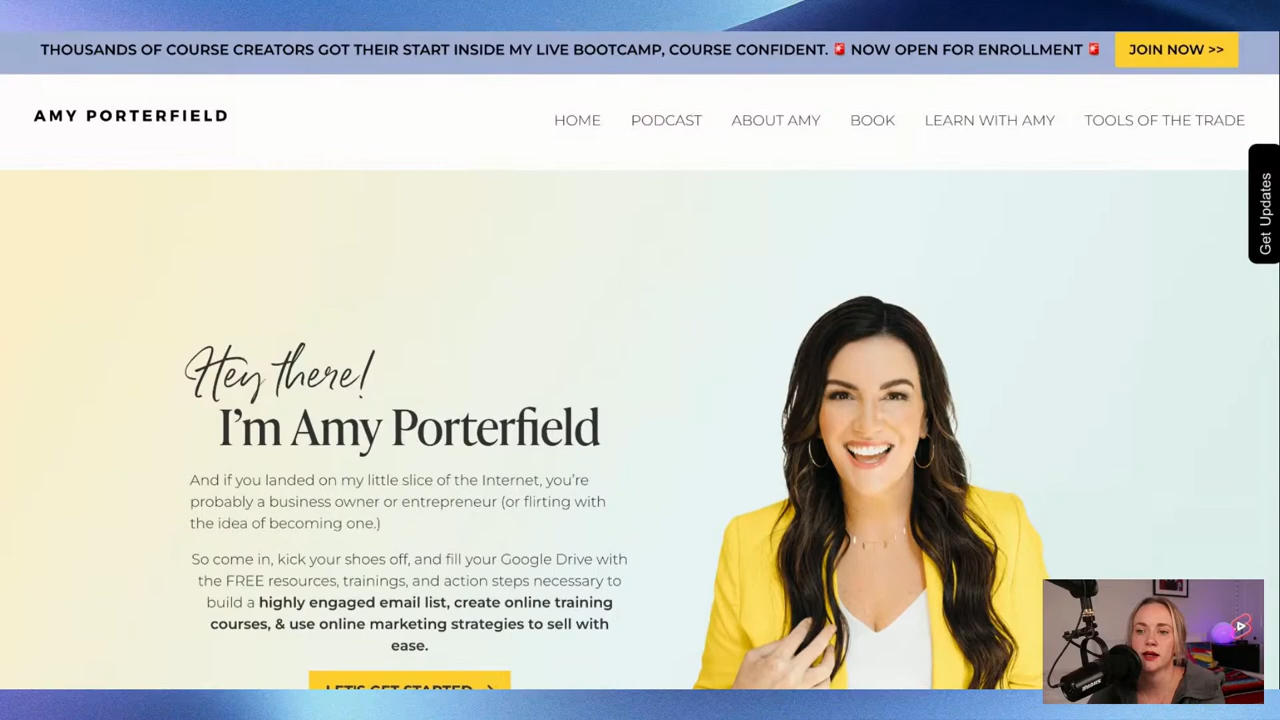 THOUSANDS OF COURSE CREATORS GOT THEIR START INSIDE MY LIVE BOOTCAMP, COURSE CONFIDENT. 🚨 NOW OPEN FOR ENROLLMENT 🚨 JOIN NOW >>
AMY PORTERFIELD HOME PODCAST ABOUT AMY BOOK LEARN WITH AMY TOOLS OF THE TRADE
Get Updates
Hey there!
I'm Amy Porterfield
And if you landed on my little slice of the Internet, you're
probably a business owner or entrepreneur (or flirting with
the idea of becoming one.)
So come in, kick your shoes off, and fill your Google Drive with
the FREE resources, trainings, and action steps necessary to
build a highly engaged email list, create online training
courses, & use online marketing strategies to sell with
ease.
LET'S GET STARTED
SHURE